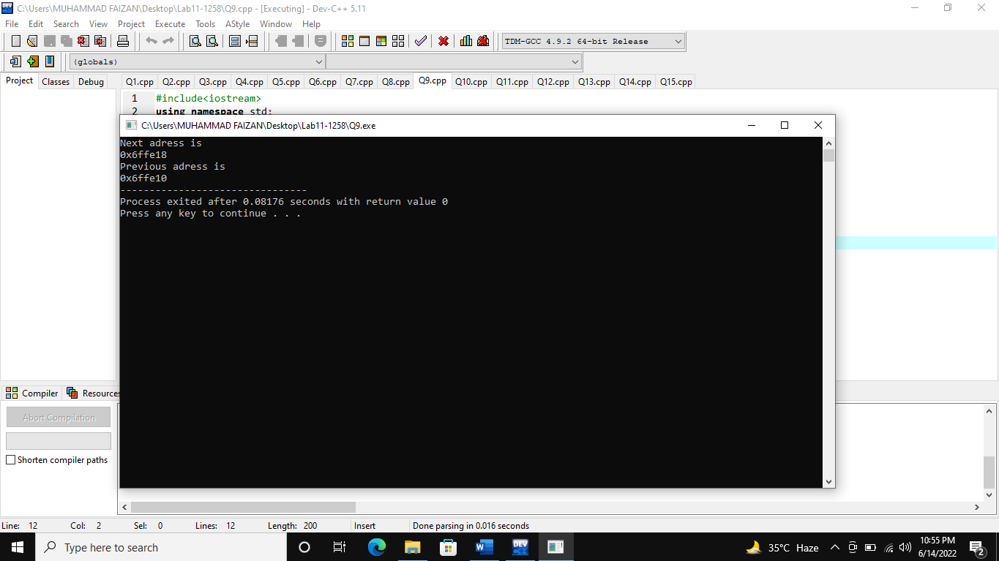 C:\Users\MUHAMMAD FAIZAN\Desktop\Lab11-1258\Q9.cpp - [Executing] - Dev-C++ 5.11
File Edit Search View Project Execute Tools AStyle Window Help
TDM-GCC 4.9.2 64-bit Release
(globals)
Project Classes Debug Q1.cpp Q2.cpp Q3.cpp Q4.cpp Q5.cpp Q6.cpp Q7.cpp Q8.cpp Q9.cpp Q10.cpp Q11.cpp Q12.cpp Q13.cpp Q14.cpp Q15.cpp
1 #include<iostream>
2 using namespace std;
C:\Users\MUHAMMAD FAIZAN\Desktop\Lab11-1258\Q9.exe
Next adress is
0x6ffe18
Previous adress is
0x6ffe10
--------------------------------
Process exited after 0.08176 seconds with return value 0
Press any key to continue . . .
Compiler Resources
Abort Compilation
Shorten compiler paths
Line: 12 Col: 2 Sel: 0 Lines: 12 Length: 200 Insert Done parsing in 0.016 seconds
Type here to search
W
DEV C++
35°C Haze
10:55 PM
6/14/2022
2